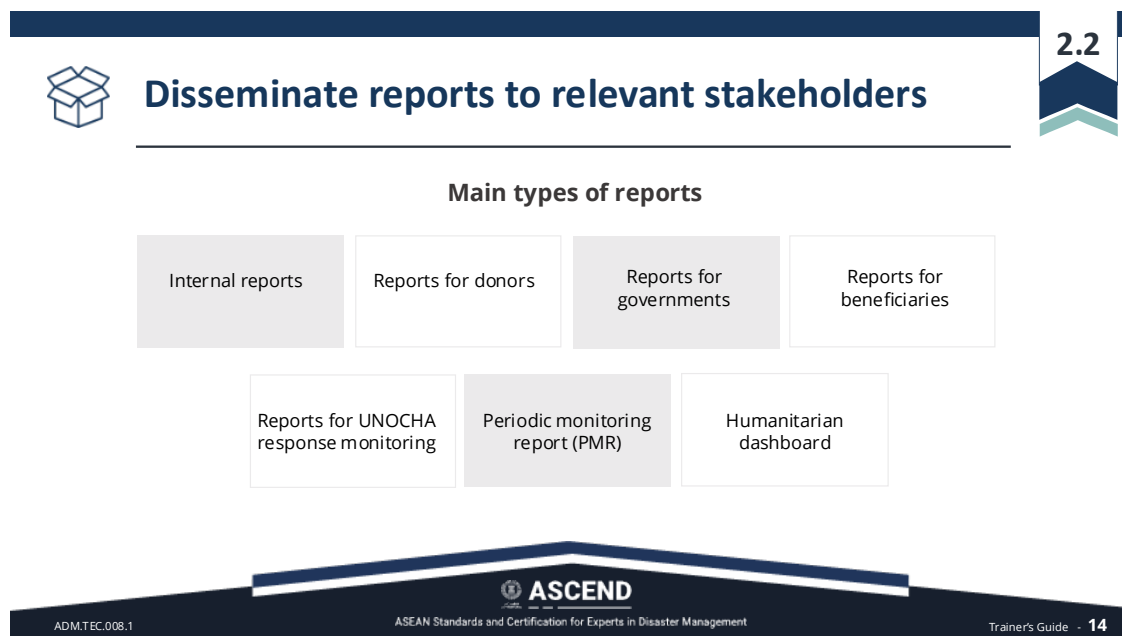 2.2
Disseminate reports to relevant stakeholders
Main types of reports
Internal reports
Reports for donors
Reports for
governments
Reports for
beneficiaries
Reports for UNOCHA
response monitoring
Periodic monitoring
report (PMR)
Humanitarian
dashboard
ASCEND
ASEAN Standards and Certification for Experts in Disaster Management
ADM.TEC.008.1
Trainer's Guide - 14